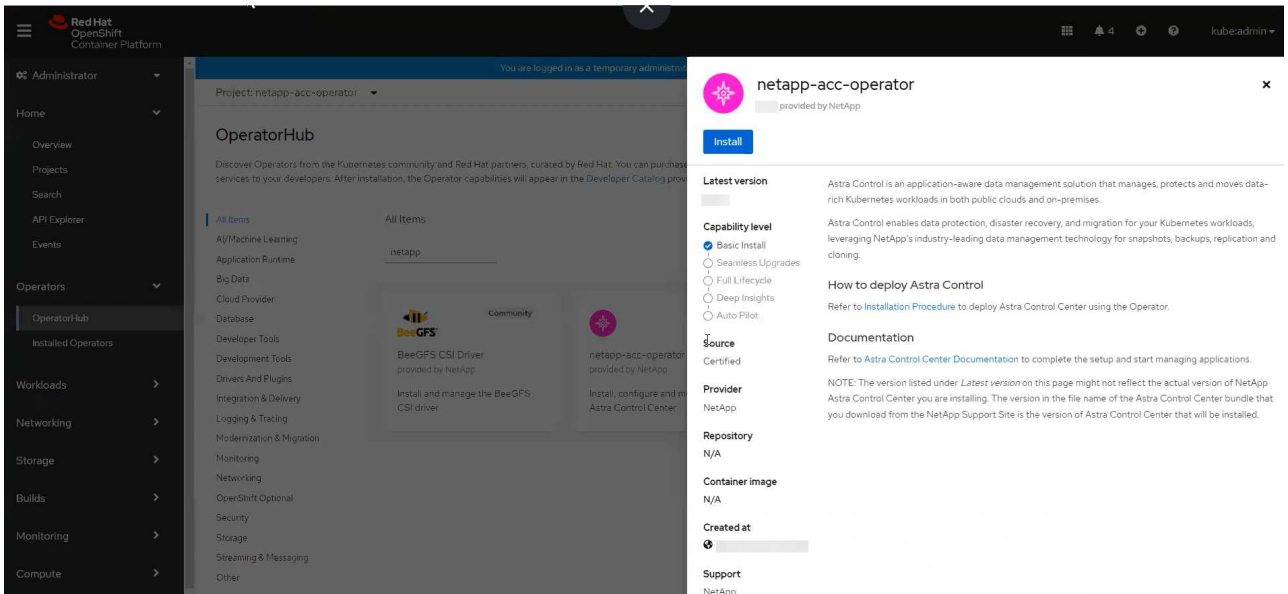 Red Hat
OpenShift
Container Platform
4
kube:admin
Administrator
Home
Overview
Projects
Search
API Explorer
Events
Operators
OperatorHub
Installed Operators
Workloads
Networking
Storage
Builds
Monitoring
Compute
You are logged in as a temporary administrat
Project: netapp-acc-operator
OperatorHub
Discover Operators from the Kubernetes community and Red Hat partners, curated by Red Hat. You can purchase
services to your developers. After installation, the Operator capabilities will appear in the Developer Catalog provi
All Items
AI/Machine Learning
Application Runtime
Big Data
Cloud Provider
Database
Developer Tools
Development Tools
Drivers And Plugins
Integration & Delivery
Logging & Tracing
Modernization & Migration
Monitoring
Networking
OpenShift Optional
Security
Storage
Streaming & Messaging
Other
All Items
netapp
BeeGFS
Community
BeeGFS CSI Driver
provided by NetApp
Install and manage the BeeGFS
CSI driver
netapp-acc-operator
provided by NetApp
Install, configure and m
Astra Control Center
netapp-acc-operator
provided by NetApp
Install
Latest version
Capability level
Basic Install
Seamless Upgrades
Full Lifecycle
Deep Insights
Auto Pilot
Source
Certified
Provider
NetApp
Repository
N/A
Container image
N/A
Created at
Support
NetApp
Astra Control is an application-aware data management solution that manages, protects and moves data-
rich Kubernetes workloads in both public clouds and on-premises.
Astra Control enables data protection, disaster recovery, and migration for your Kubernetes workloads,
leveraging NetApp's industry-leading data management technology for snapshots, backups, replication and
cloning.
How to deploy Astra Control
Refer to Installation Procedure to deploy Astra Control Center using the Operator.
Documentation
Refer to Astra Control Center Documentation to complete the setup and start managing applications.
NOTE: The version listed under Latest version on this page might not reflect the actual version of NetApp
Astra Control Center you are installing. The version in the file name of the Astra Control Center bundle that
you download from the NetApp Support Site is the version of Astra Control Center that will be installed.